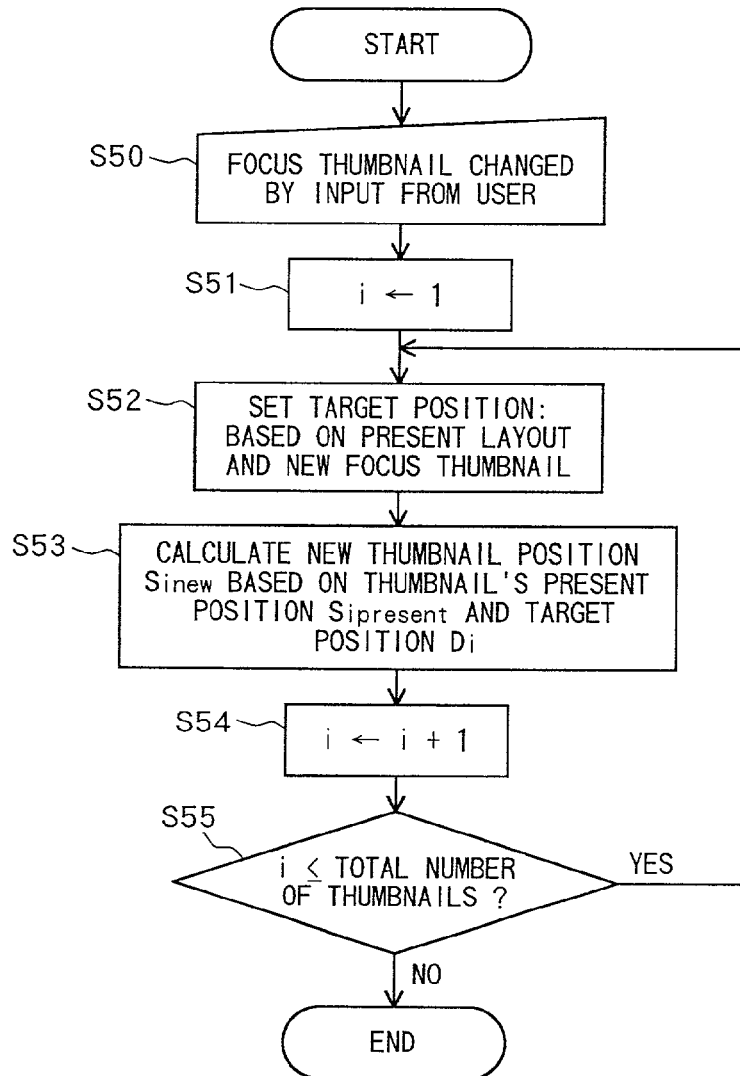 START
S50
FOCUS THUMBNAIL CHANGED
BY INPUT FROM USER
S51
i ← 1
S52
SET TARGET POSITION:
BASED ON PRESENT LAYOUT
AND NEW FOCUS THUMBNAIL
S53
CALCULATE NEW THUMBNAIL POSITION
Sinew BASED ON THUMBNAIL'S PRESENT
POSITION Sipresent AND TARGET
POSITION Di
S54
i ← i + 1
S55
i ≤ TOTAL NUMBER
OF THUMBNAILS ?
YES
NO
END